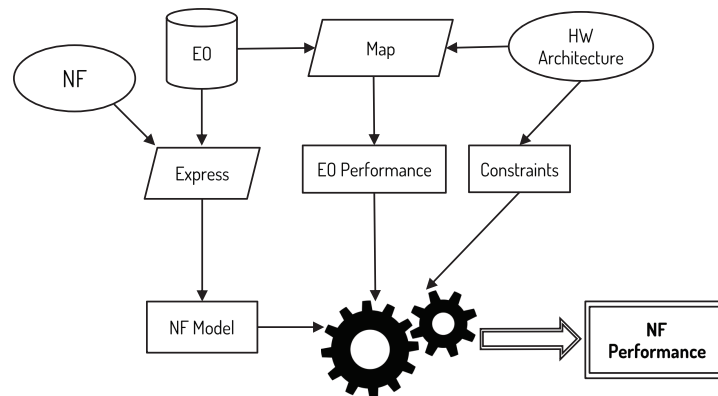 EO
Map
HW
Architecture
NF
Express
EO Performance
Constraints
NF Model
NF
Performance